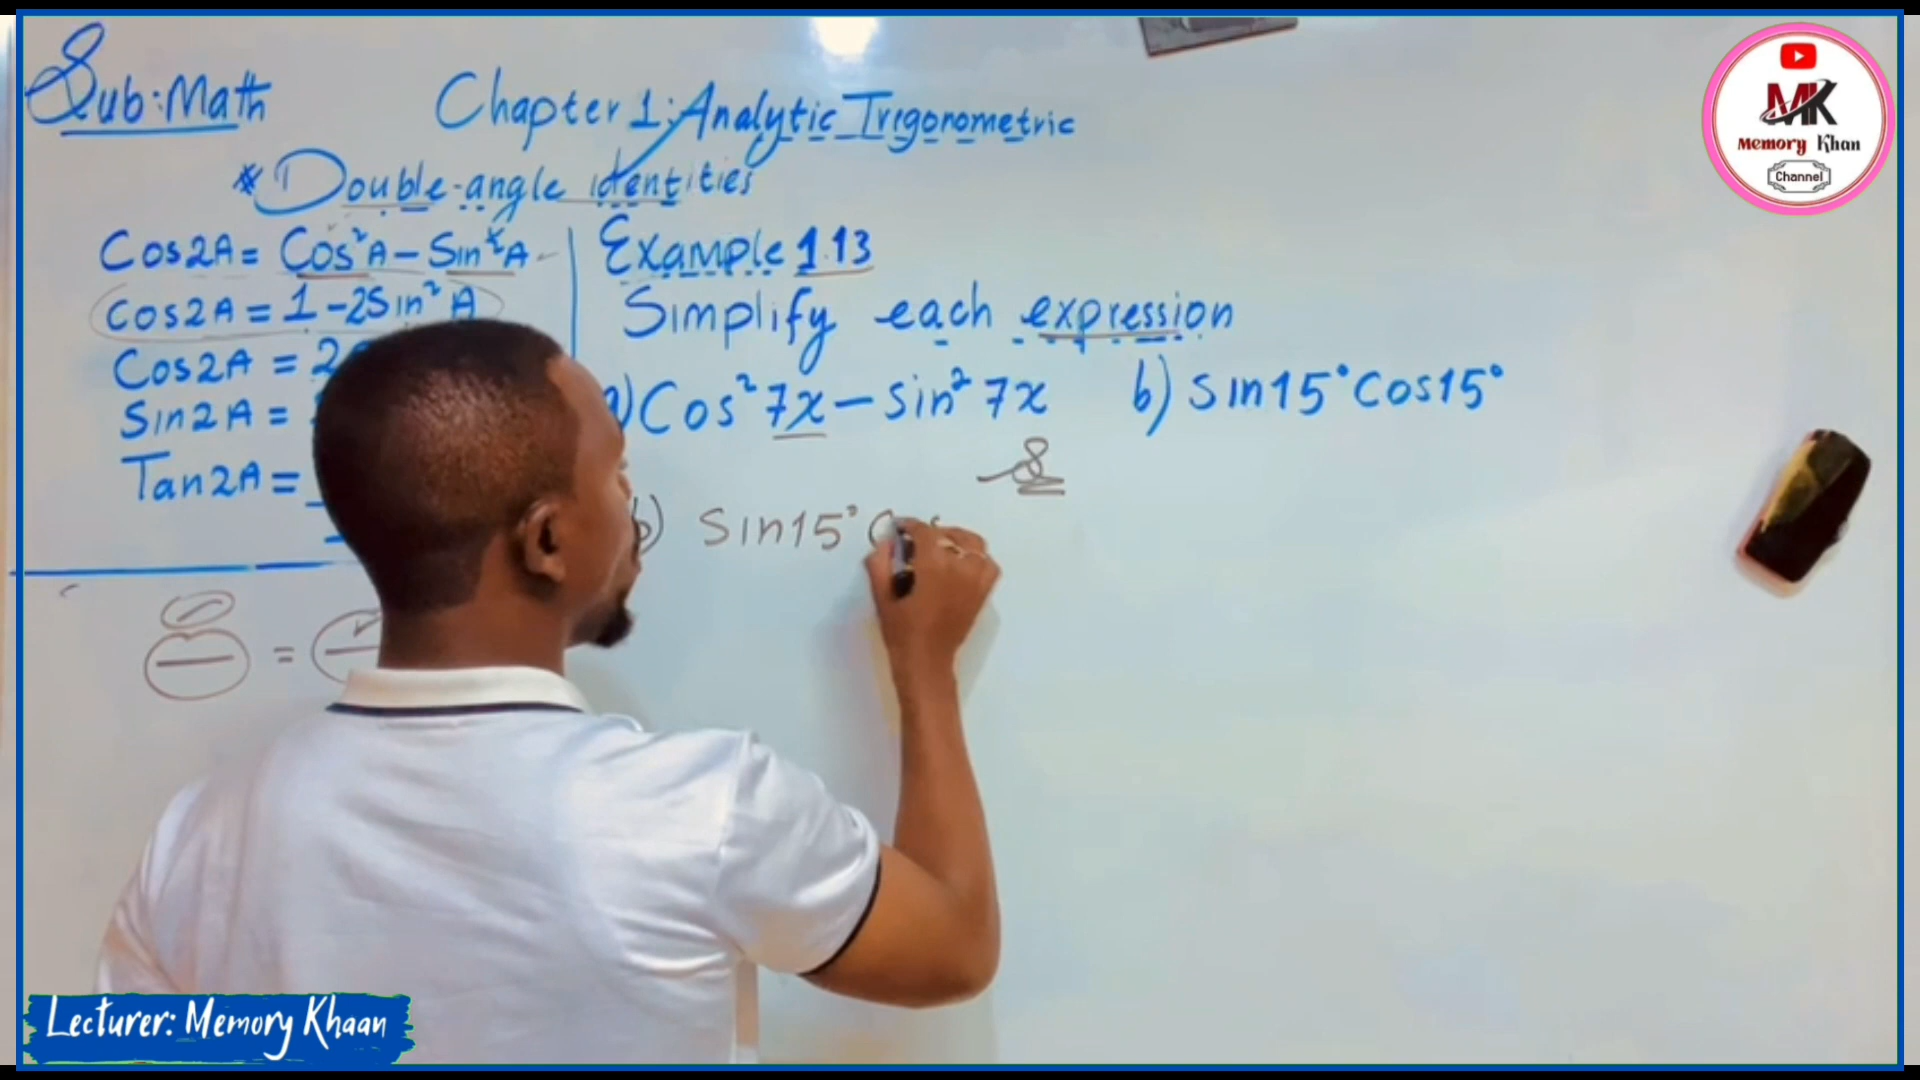 Sub: Math
Chapter 1: Analytic Trigonometric
* Double-angle identities
Cos2A = Cos²A - Sin²A
Cos2A = 1 - 2Sin²A
Cos2A = 2
Sin2A =
Tan2A =
Example 1.13
Simplify each expression
a) Cos²7x - sin²7x b) sin15°Cos15°
b) Sin15°
=
MK
Memory Khan
Channel
Lecturer: Memory Khaan